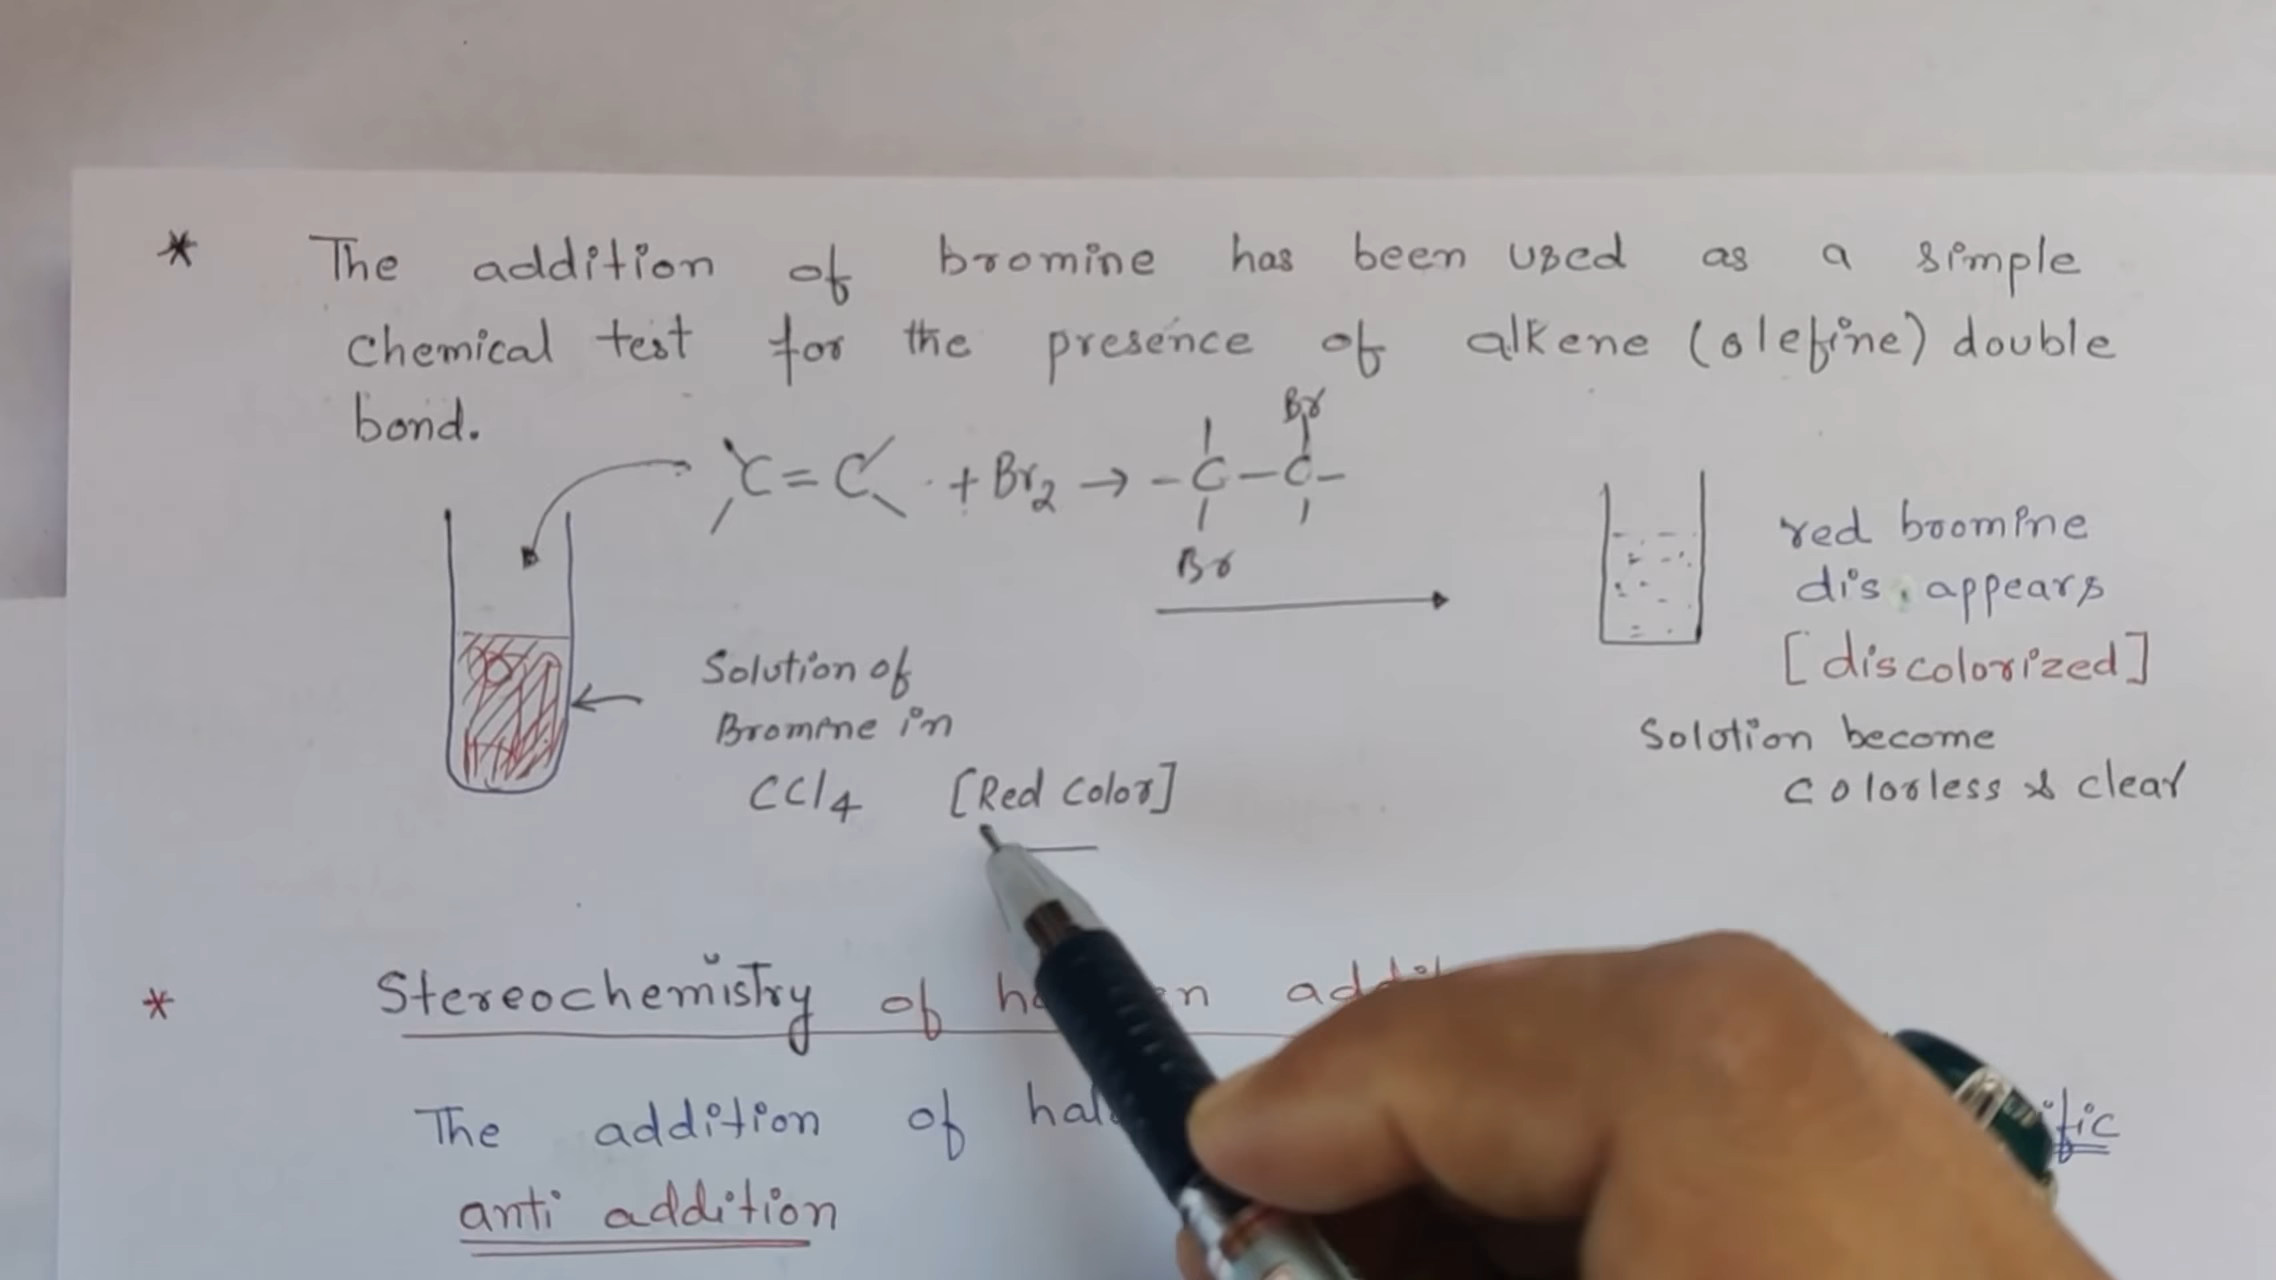 * The addition of bromine has been used as a simple
chemical test for the presence of alkene (olefine) double
bond.
C=C + Br2 → -C-C-
Br
Br
Solution of
Bromine in
CCl4 [Red Color]
red bromine
dis appears
[discolorized]
Solution become
colorless & clear
* Stereochemistry of
The addition of
anti addition